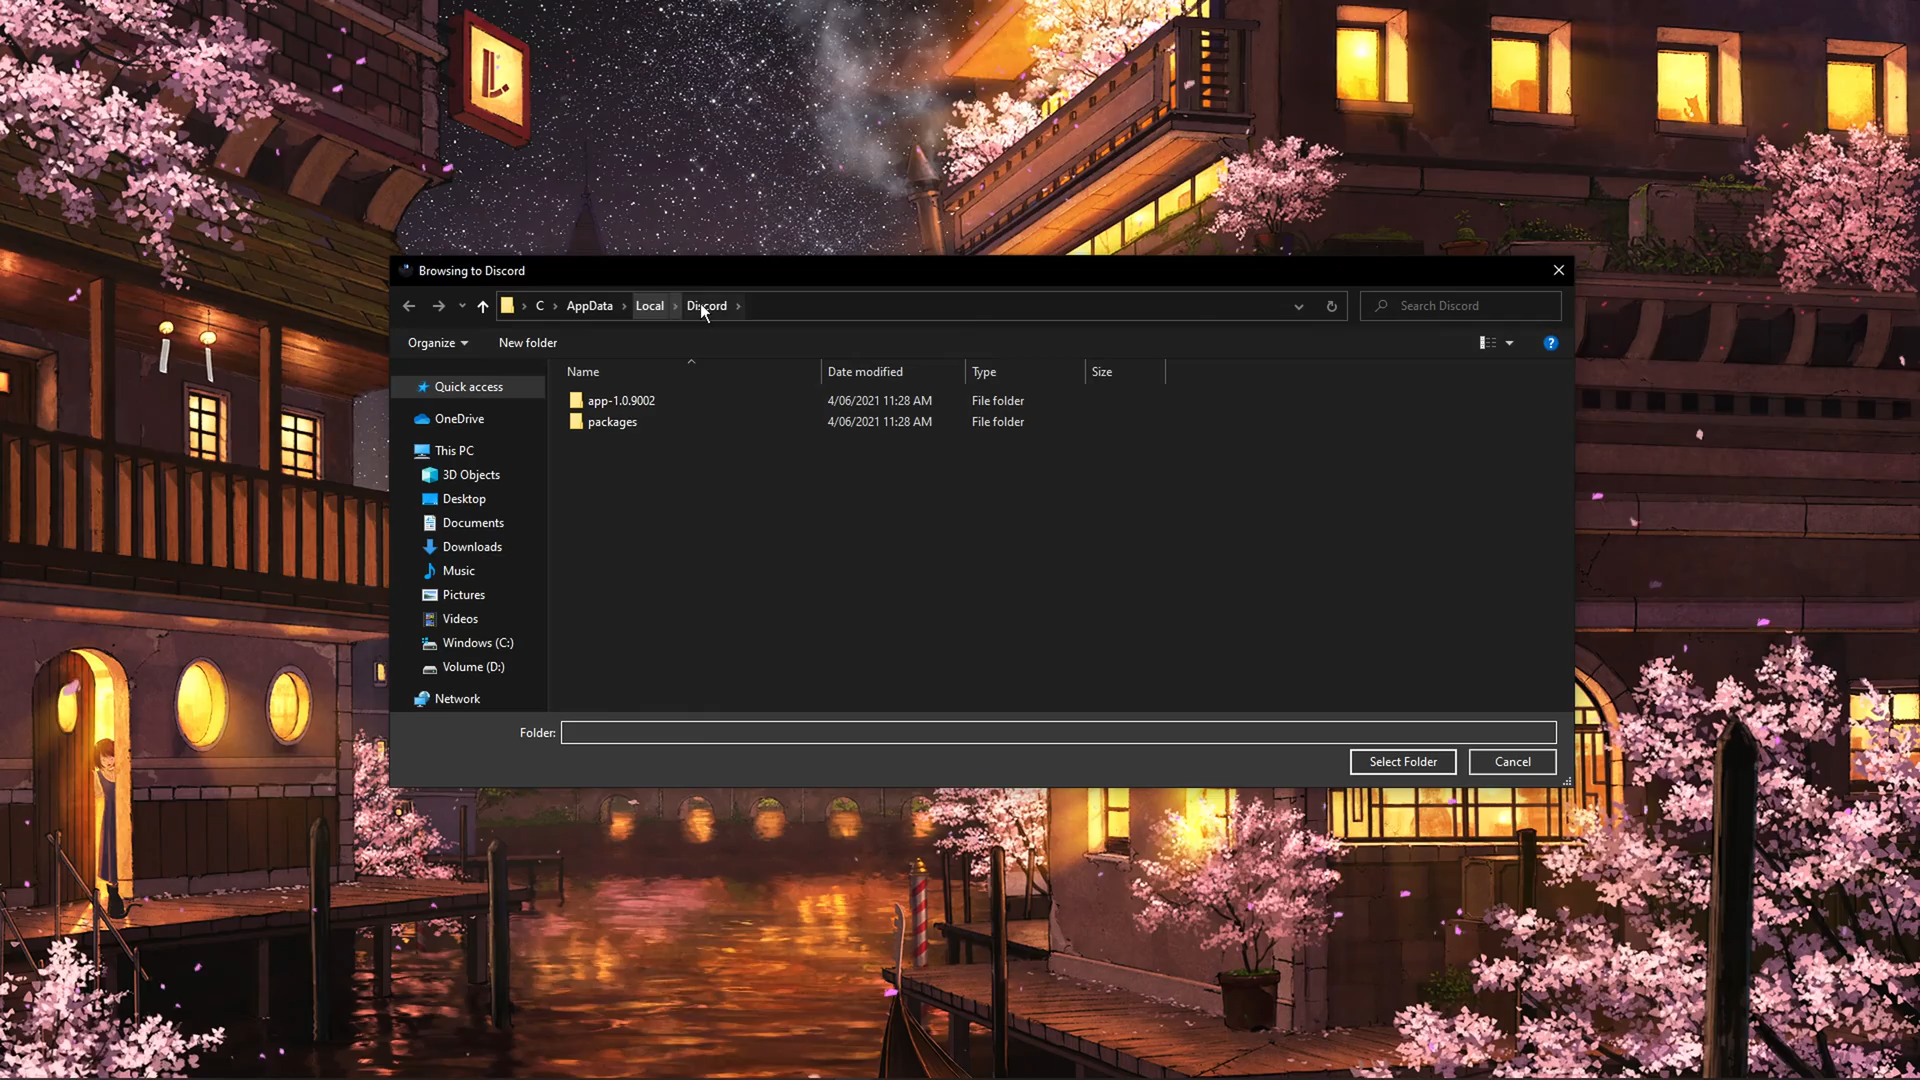 Browsing to Discord
C AppData Local Discord
Search Discord
Organize New folder
Name Date modified Type Size
app-1.0.9002 4/06/2021 11:28 AM File folder
packages 4/06/2021 11:28 AM File folder
Quick access
OneDrive
This PC
3D Objects
Desktop
Documents
Downloads
Music
Pictures
Videos
Windows (C:)
Volume (D:)
Network
Folder:
Select Folder Cancel